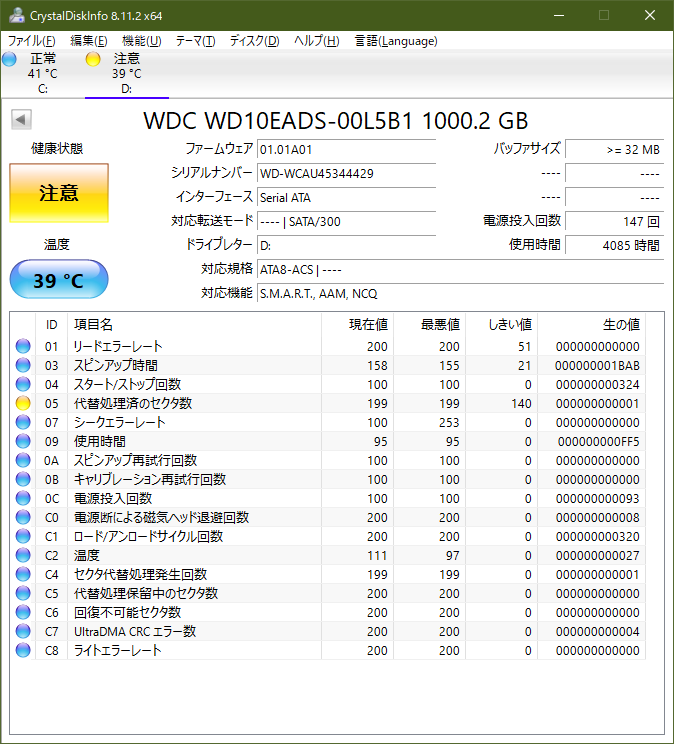 CrystalDiskInfo 8.11.2 x64
ファイル(F) 編集(E) 機能(U) テーマ(T) ディスク(D) ヘルプ(H) 言語(Language)
正常 注意
41 °C 39 °C
C: D:
WDC WD10EADS-00L5B1 1000.2 GB
健康状態 ファームウェア 01.01A01 バッファサイズ >= 32 MB
注意 シリアルナンバー WD-WCAU45344429 ---- ----
インターフェース Serial ATA ---- ----
対応転送モード ---- | SATA/300 電源投入回数 147 回
温度 ドライブレター D: 使用時間 4085 時間
39 °C 対応規格 ATA8-ACS | ----
対応機能 S.M.A.R.T., AAM, NCQ
ID 項目名 現在値 最悪値 しきい値 生の値
01 リードエラーレート 200 200 51 000000000000
03 スピンアップ時間 158 155 21 000000001BAB
04 スタート/ストップ回数 100 100 0 000000000324
05 代替処理済のセクタ数 199 199 140 000000000001
07 シークエラーレート 100 253 0 000000000000
09 使用時間 95 95 0 000000000FF5
0A スピンアップ再試行回数 100 100 0 000000000000
0B キャリブレーション再試行回数 100 100 0 000000000000
0C 電源投入回数 100 100 0 000000000093
C0 電源断による磁気ヘッド退避回数 200 200 0 000000000008
C1 ロード/アンロードサイクル回数 200 200 0 000000000320
C2 温度 111 97 0 000000000027
C4 セクタ代替処理発生回数 199 199 0 000000000001
C5 代替処理保留中のセクタ数 200 200 0 000000000000
C6 回復不可能セクタ数 200 200 0 000000000000
C7 UltraDMA CRC エラー数 200 200 0 000000000004
C8 ライトエラーレート 200 200 0 000000000000